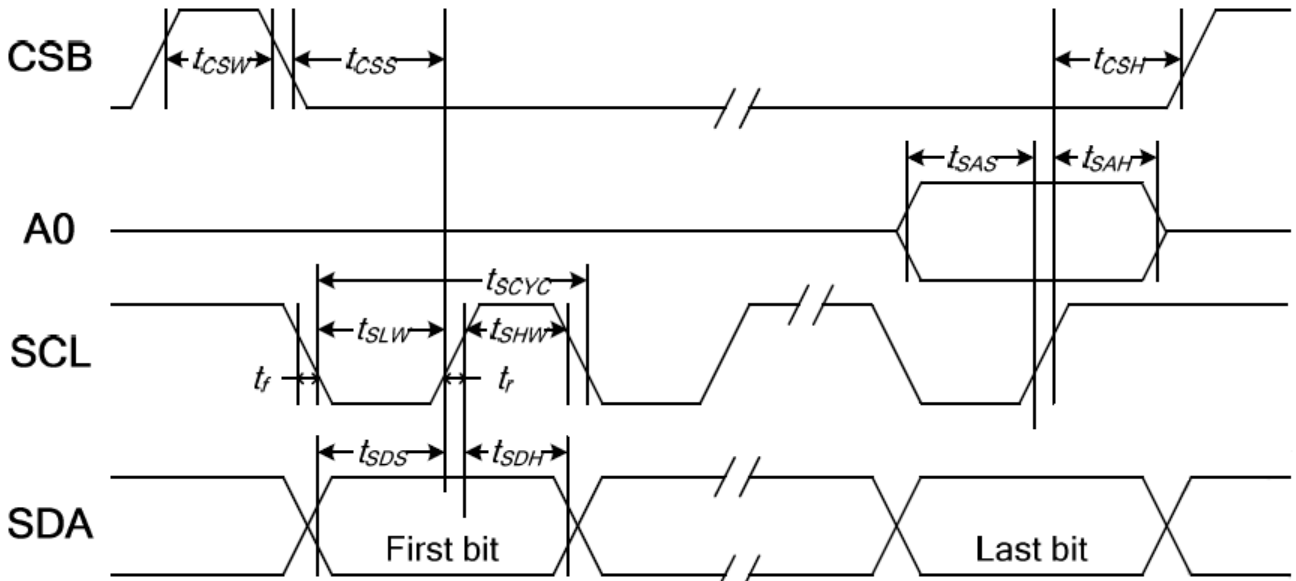 CSB
tCSW
tCSS
tCSH
A0
tSAS
tSAH
SCL
tSCYC
tSLW
tSHW
tf
tr
SDA
tSDS
tSDH
First bit
Last bit